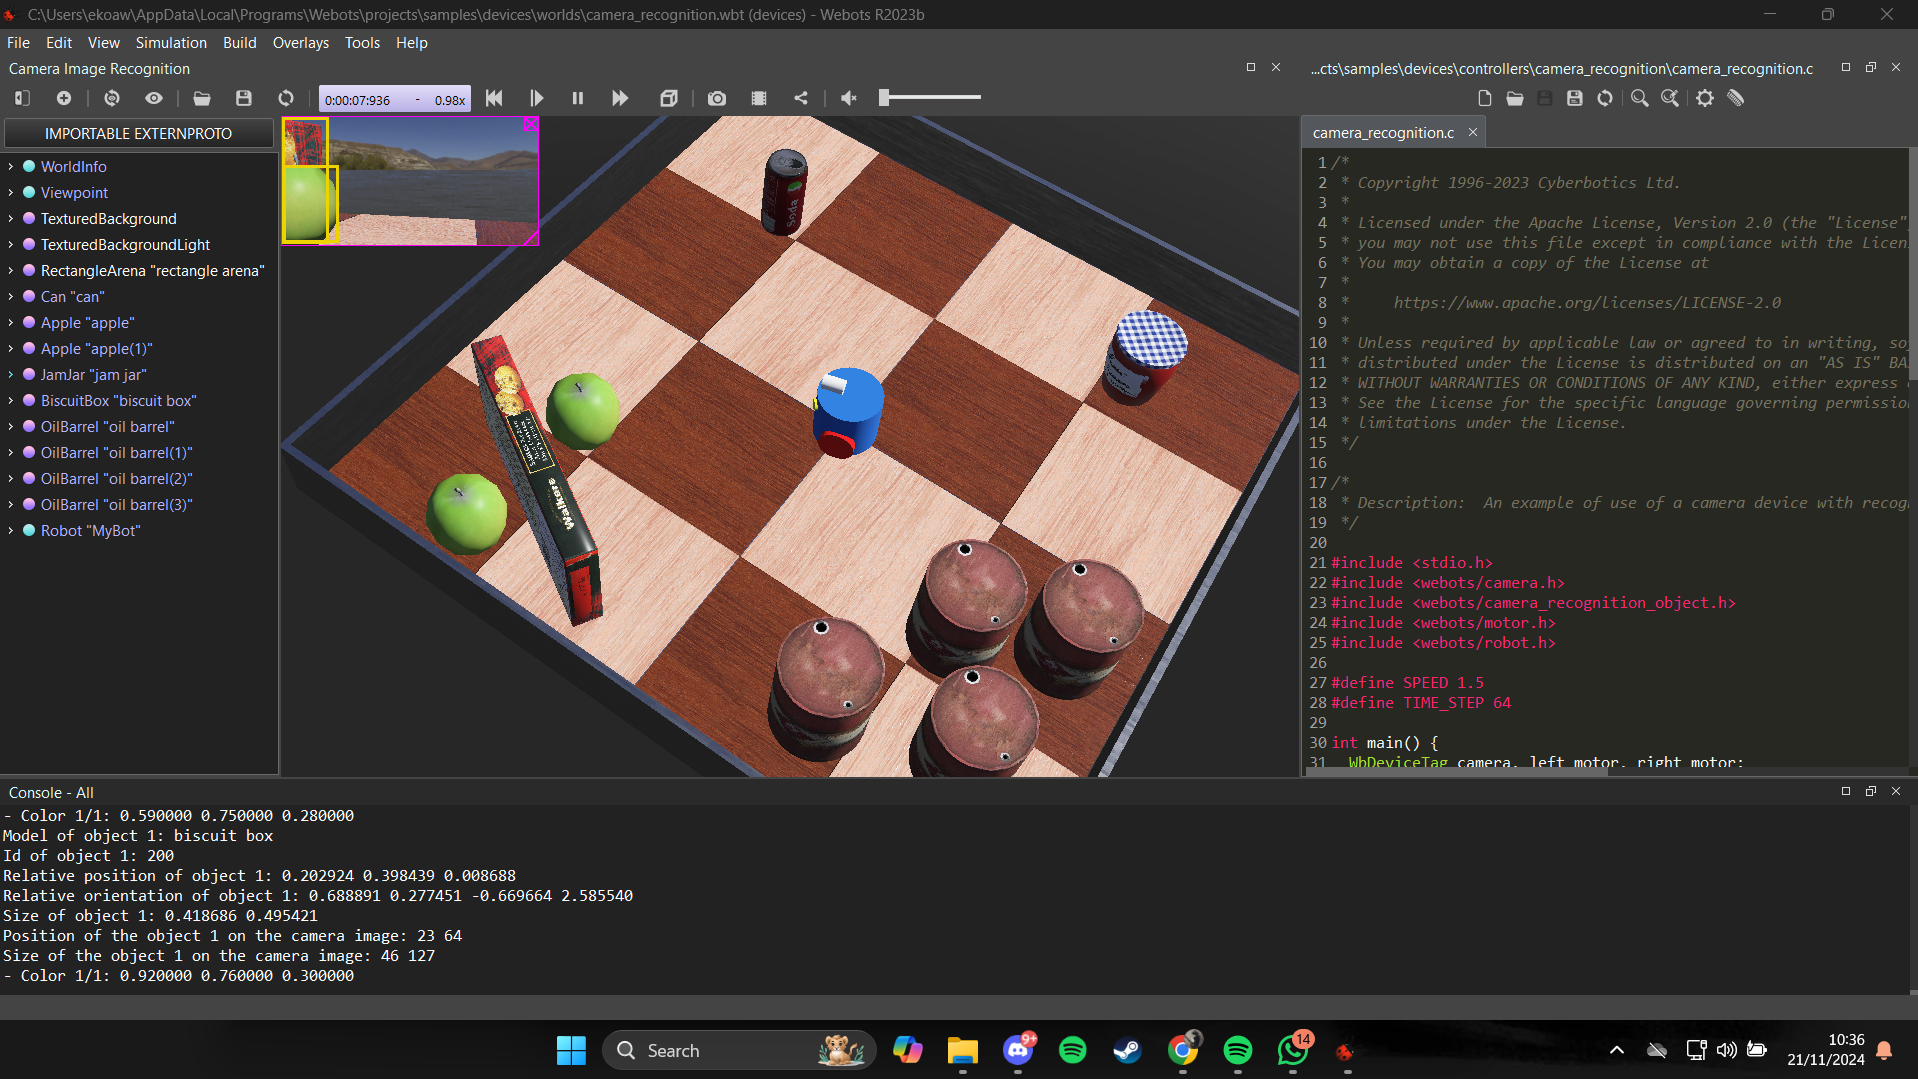 C:\Users\ekoaw\AppData\Local\Programs\Webots\projects\samples\devices\worlds\camera_recognition.wbt (devices) - Webots R2023b
File Edit View Simulation Build Overlays Tools Help
Camera Image Recognition
0:00:07:936 - 0.98x
IMPORTABLE EXTERNPROTO
WorldInfo
Viewpoint
TexturedBackground
TexturedBackgroundLight
RectangleArena "rectangle arena"
Can "can"
Apple "apple"
Apple "apple(1)"
JamJar "jam jar"
BiscuitBox "biscuit box"
OilBarrel "oil barrel"
OilBarrel "oil barrel(1)"
OilBarrel "oil barrel(2)"
OilBarrel "oil barrel(3)"
Robot "MyBot"
Soda
Walkers
...cts\samples\devices\controllers\camera_recognition\camera_recognition.c
camera_recognition.c
1 /*
2 * Copyright 1996-2023 Cyberbotics Ltd.
3 *
4 * Licensed under the Apache License, Version 2.0 (the "License"
5 * you may not use this file except in compliance with the Licen
6 * You may obtain a copy of the License at
7 *
8 * https://www.apache.org/licenses/LICENSE-2.0
9 *
10 * Unless required by applicable law or agreed to in writing, so
11 * distributed under the License is distributed on an "AS IS" BA
12 * WITHOUT WARRANTIES OR CONDITIONS OF ANY KIND, either express
13 * See the License for the specific language governing permissio
14 * limitations under the License.
15 */
16
17 /*
18 * Description: An example of use of a camera device with recog
19 */
20
21 #include <stdio.h>
22 #include <webots/camera.h>
23 #include <webots/camera_recognition_object.h>
24 #include <webots/motor.h>
25 #include <webots/robot.h>
26
27 #define SPEED 1.5
28 #define TIME_STEP 64
29
30 int main() {
31 WbDeviceTag camera, left_motor, right_motor;
Console - All
- Color 1/1: 0.590000 0.750000 0.280000
Model of object 1: biscuit box
Id of object 1: 200
Relative position of object 1: 0.202924 0.398439 0.008688
Relative orientation of object 1: 0.688891 0.277451 -0.669664 2.585540
Size of object 1: 0.418686 0.495421
Position of the object 1 on the camera image: 23 64
Size of the object 1 on the camera image: 46 127
- Color 1/1: 0.920000 0.760000 0.300000
Search
9+
14
10:36
21/11/2024